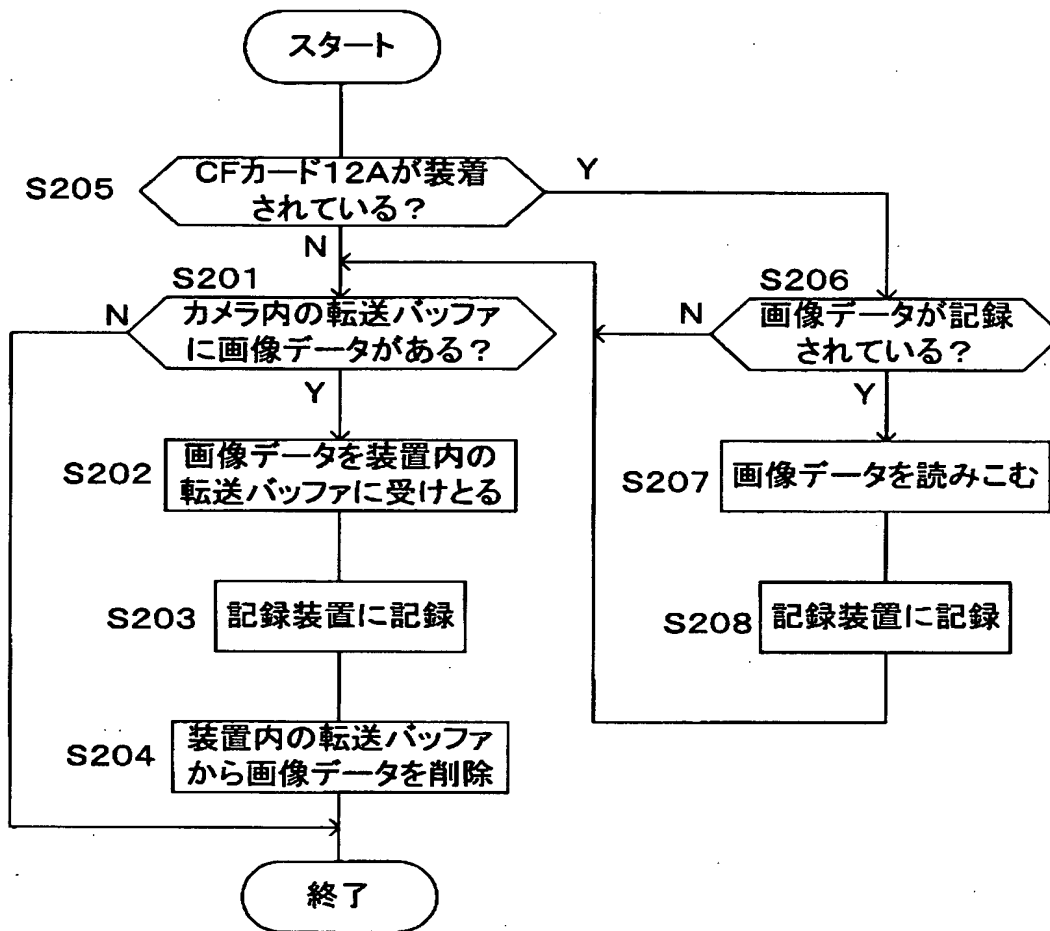 スタート
S205
CFカード12Aが装着
されている?
Y
N
S201
N
カメラ内の転送バッファ
に画像データがある?
Y
S206
N
画像データが記録
されている?
Y
S202
画像データを装置内の
転送バッファに受けとる
S207
画像データを読みこむ
S203
記録装置に記録
S208
記録装置に記録
S204
装置内の転送バッファ
から画像データを削除
終了